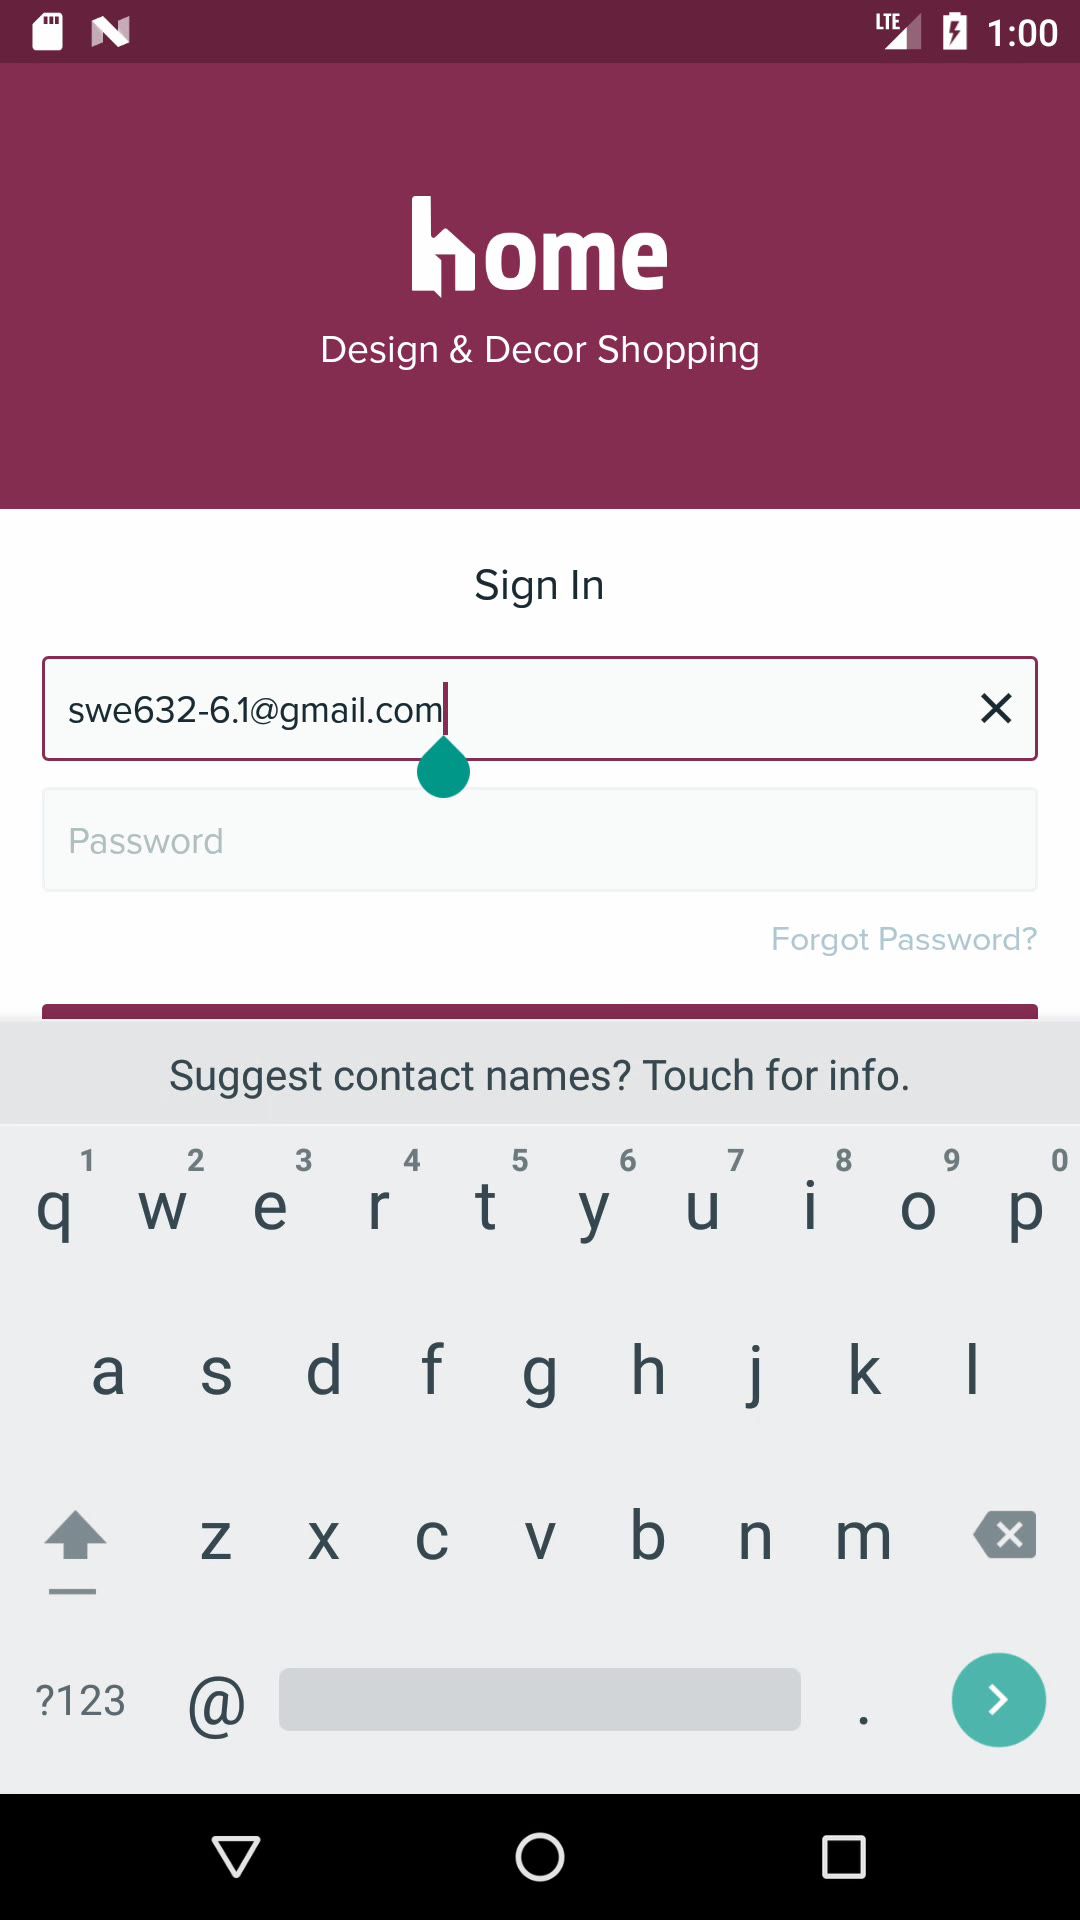 LTE 1:00
home
Design & Decor Shopping
Sign In
swe632-6.1@gmail.com
Password
Forgot Password?
Suggest contact names? Touch for info.
1 2 3 4 5 6 7 8 9 0
q w e r t y u i o p
a s d f g h j k l
z x c v b n m
?123 @ .